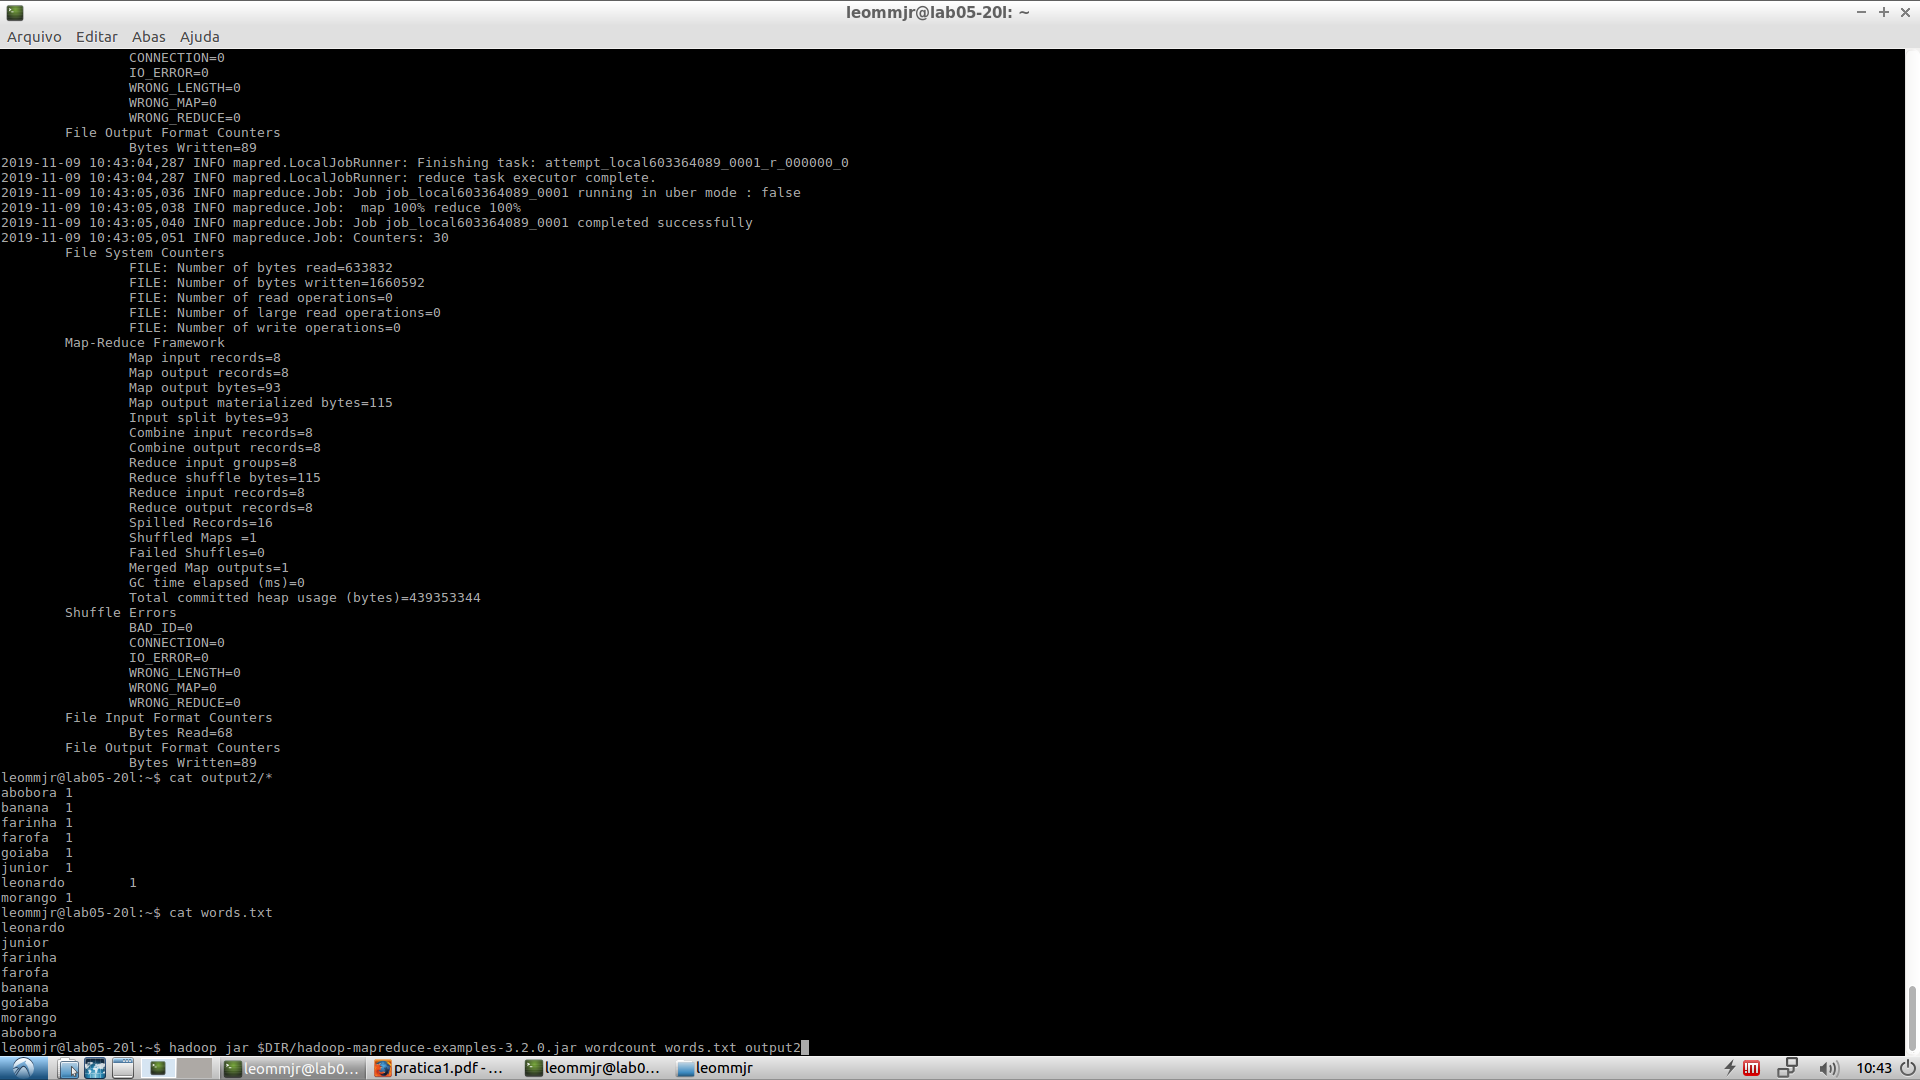 leommjr@lab05-20l: ~
Arquivo Editar Abas Ajuda
CONNECTION=0
IO_ERROR=0
WRONG_LENGTH=0
WRONG_MAP=0
WRONG_REDUCE=0
File Output Format Counters
Bytes Written=89
2019-11-09 10:43:04,287 INFO mapred.LocalJobRunner: Finishing task: attempt_local603364089_0001_r_000000_0
2019-11-09 10:43:04,287 INFO mapred.LocalJobRunner: reduce task executor complete.
2019-11-09 10:43:05,036 INFO mapreduce.Job: Job job_local603364089_0001 running in uber mode : false
2019-11-09 10:43:05,038 INFO mapreduce.Job:  map 100% reduce 100%
2019-11-09 10:43:05,040 INFO mapreduce.Job: Job job_local603364089_0001 completed successfully
2019-11-09 10:43:05,051 INFO mapreduce.Job: Counters: 30
File System Counters
FILE: Number of bytes read=633832
FILE: Number of bytes written=1660592
FILE: Number of read operations=0
FILE: Number of large read operations=0
FILE: Number of write operations=0
Map-Reduce Framework
Map input records=8
Map output records=8
Map output bytes=93
Map output materialized bytes=115
Input split bytes=93
Combine input records=8
Combine output records=8
Reduce input groups=8
Reduce shuffle bytes=115
Reduce input records=8
Reduce output records=8
Spilled Records=16
Shuffled Maps =1
Failed Shuffles=0
Merged Map outputs=1
GC time elapsed (ms)=0
Total committed heap usage (bytes)=439353344
Shuffle Errors
BAD_ID=0
CONNECTION=0
IO_ERROR=0
WRONG_LENGTH=0
WRONG_MAP=0
WRONG_REDUCE=0
File Input Format Counters
Bytes Read=68
File Output Format Counters
Bytes Written=89
leommjr@lab05-20l:~$ cat output2/*
abobora 1
banana 1
farinha 1
farofa 1
goiaba 1
junior 1
leonardo 1
morango 1
leommjr@lab05-20l:~$ cat words.txt
leonardo
junior
farinha
farofa
banana
goiaba
morango
abobora
leommjr@lab05-20l:~$ hadoop jar $DIR/hadoop-mapreduce-examples-3.2.0.jar wordcount words.txt output2
leommjr@lab0... pratica1.pdf - ... leommjr@lab0... leommjr 10:43